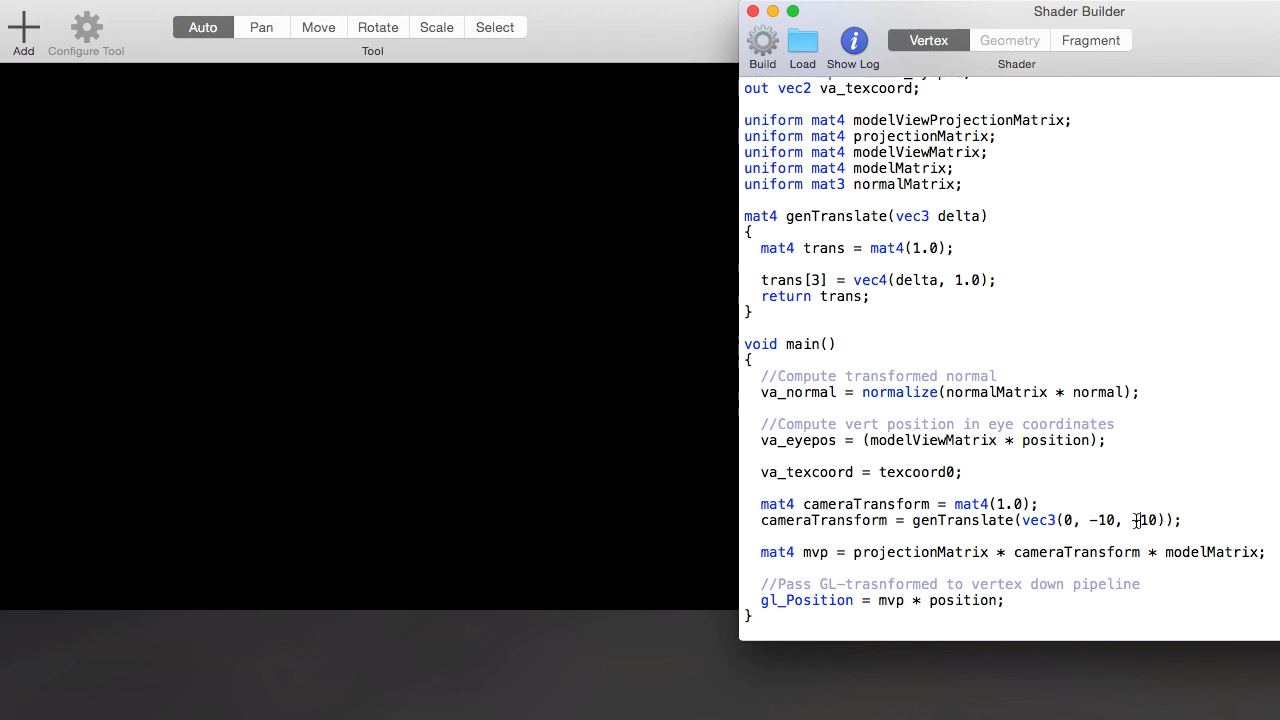 Add
Configure Tool
Auto
Pan
Move
Rotate
Scale
Select
Tool
Shader Builder
Build
Load
Show Log
Vertex
Geometry
Fragment
Shader
out vec2 va_texcoord;
uniform mat4 modelViewProjectionMatrix;
uniform mat4 projectionMatrix;
uniform mat4 modelViewMatrix;
uniform mat4 modelMatrix;
uniform mat3 normalMatrix;
mat4 genTranslate(vec3 delta)
{
mat4 trans = mat4(1.0);
trans[3] = vec4(delta, 1.0);
return trans;
}
void main()
{
//Compute transformed normal
va_normal = normalize(normalMatrix * normal);
//Compute vert position in eye coordinates
va_eyepos = (modelViewMatrix * position);
va_texcoord = texcoord0;
mat4 cameraTransform = mat4(1.0);
cameraTransform = genTranslate(vec3(0, -10, -10));
mat4 mvp = projectionMatrix * cameraTransform * modelMatrix;
//Pass GL-trasnformed to vertex down pipeline
gl_Position = mvp * position;
}